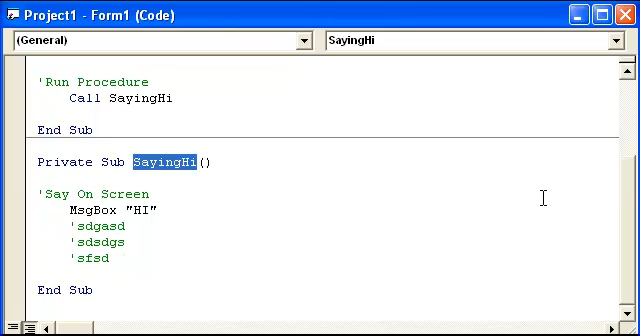 Project1 - Form1 (Code)
(General) SayingHi
'Run Procedure
Call SayingHi
End Sub
Private Sub SayingHi()
'Say On Screen
MsgBox "HI"
'sdgasd
'sdsdgs
'sfsd
End Sub